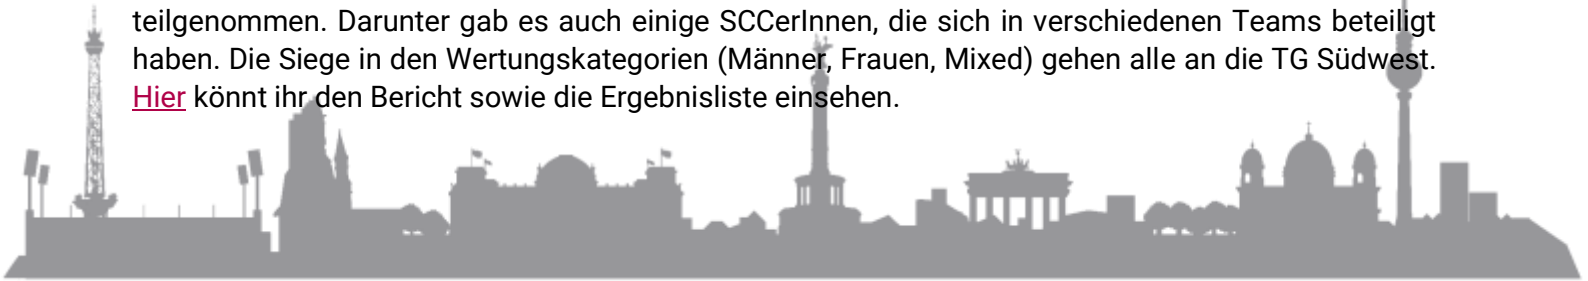 teilgenommen. Darunter gab es auch einige SCCerInnen, die sich in verschiedenen Teams beteiligt
haben. Die Siege in den Wertungskategorien (Männer, Frauen, Mixed) gehen alle an die TG Südwest.
Hier könnt ihr den Bericht sowie die Ergebnisliste einsehen.